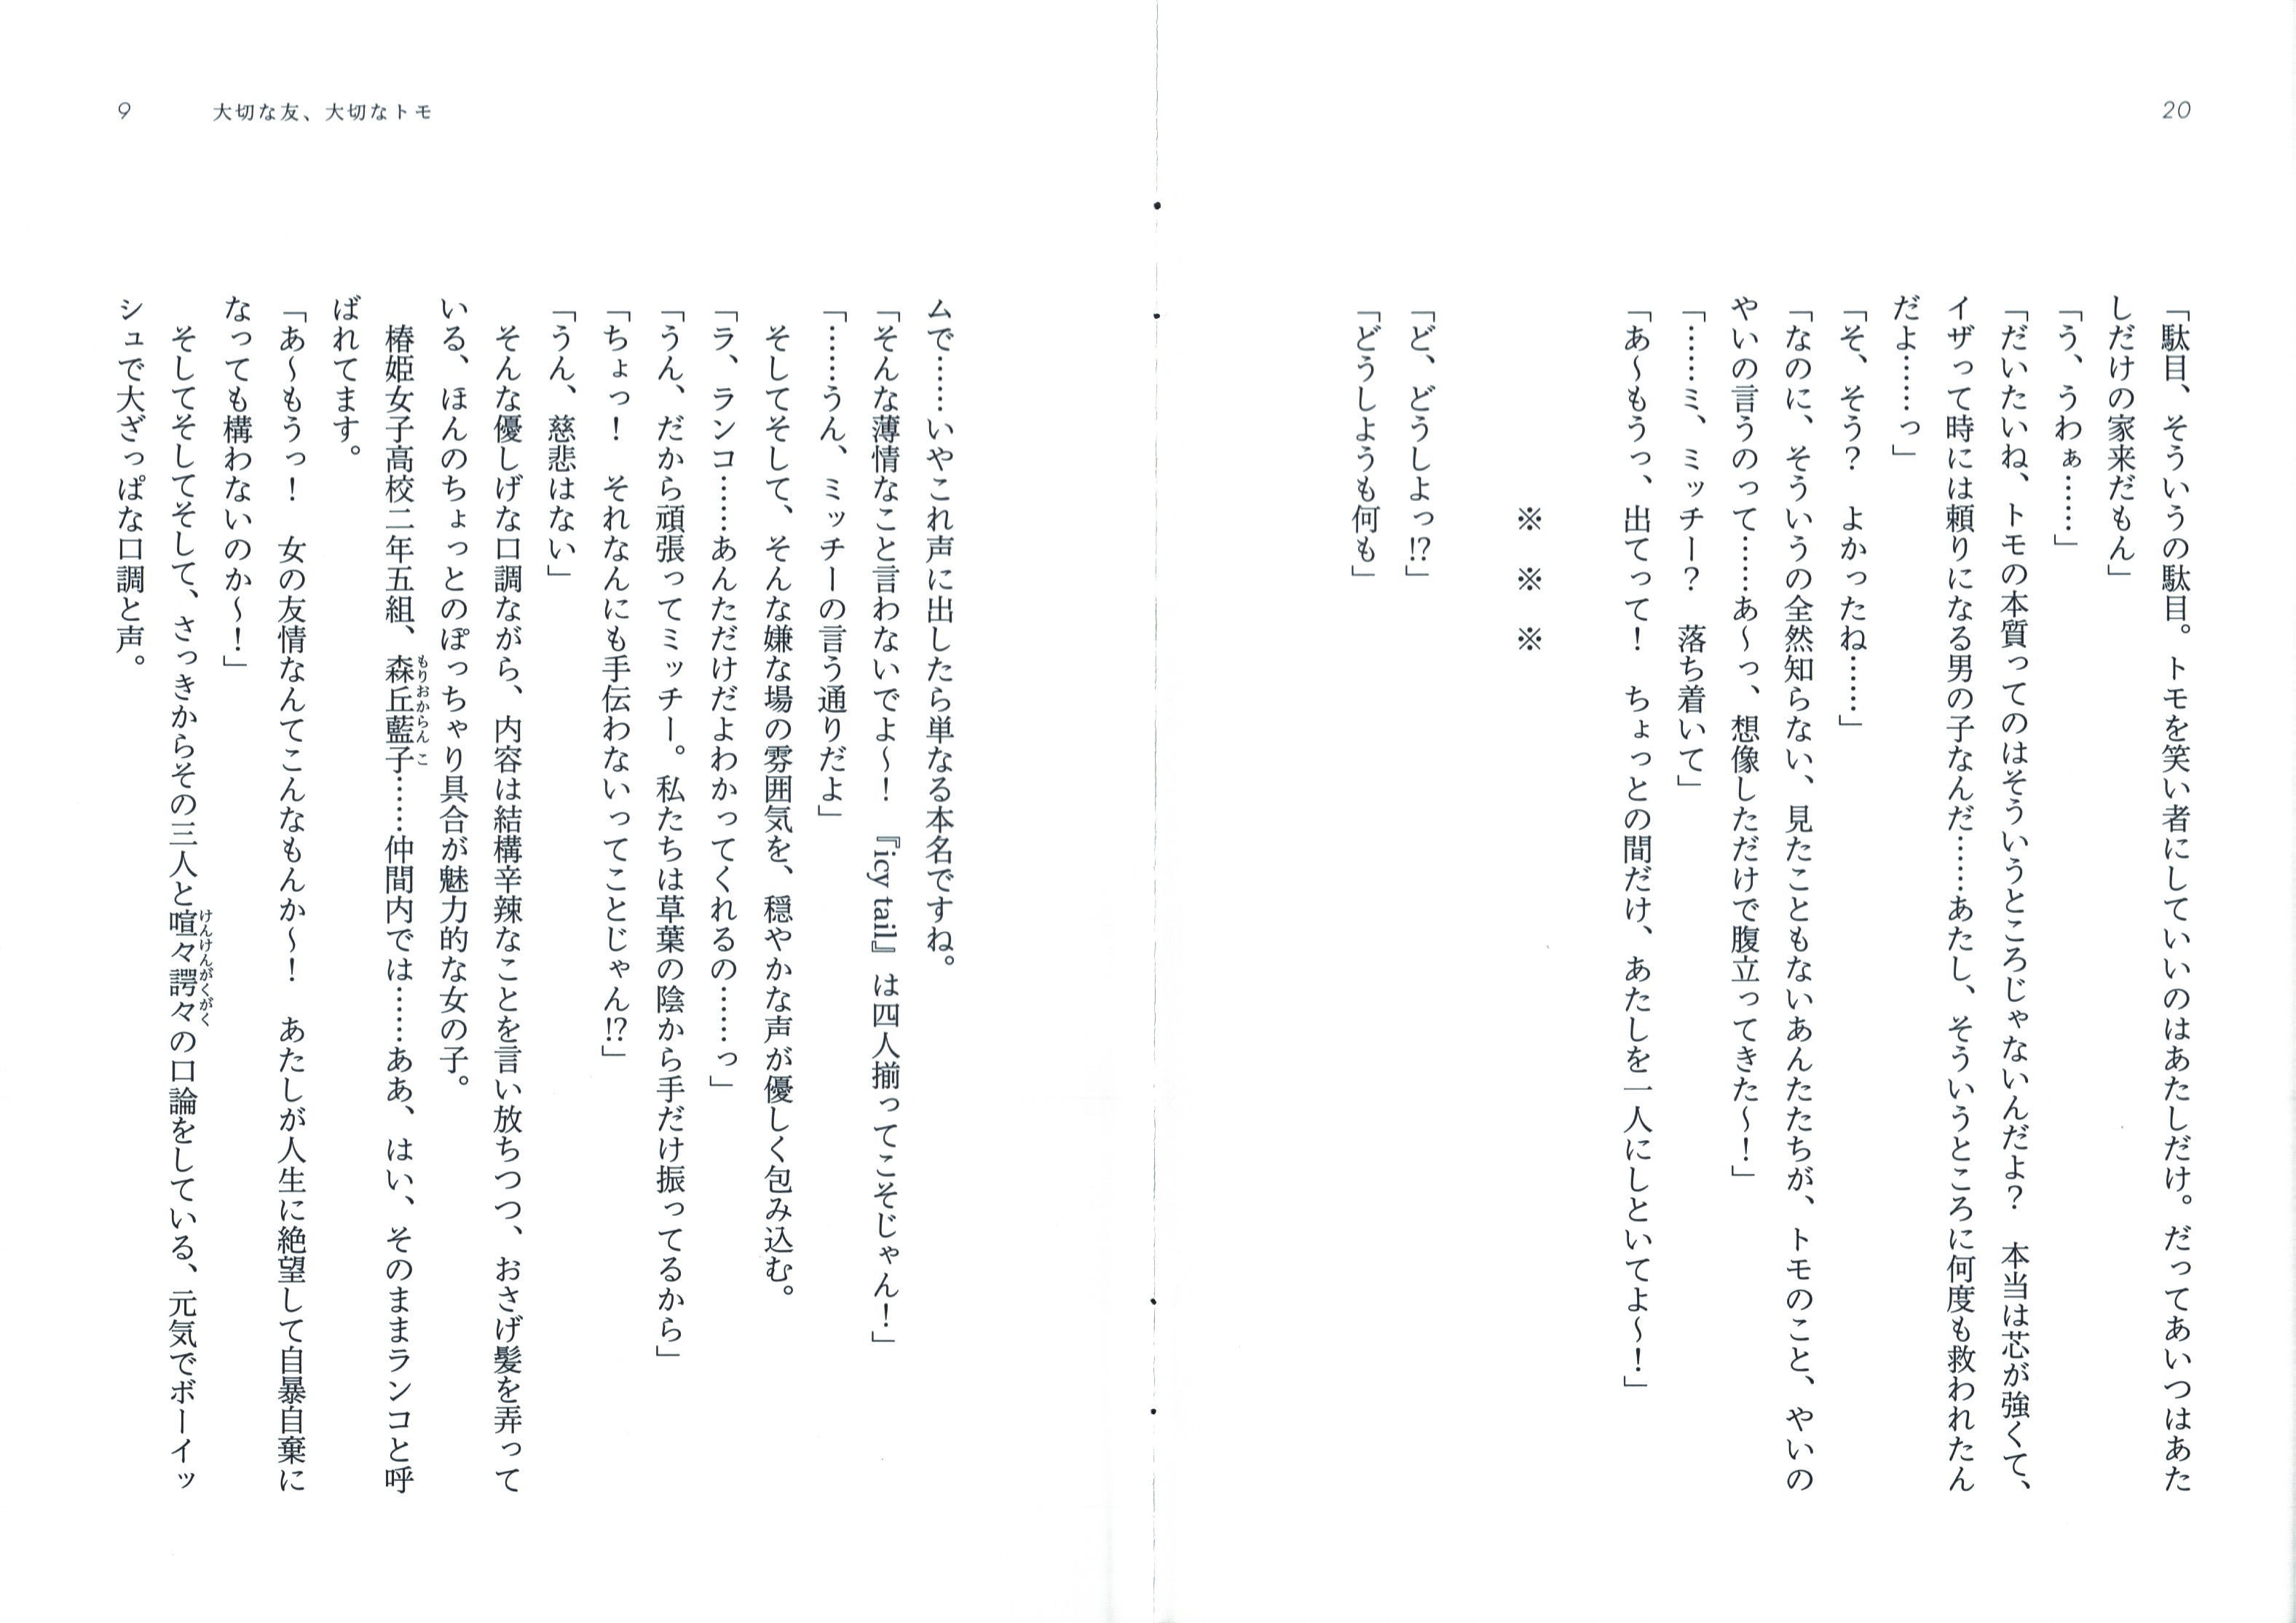 20
「駄目、そういうの駄目。トモを笑い者にしていいのはあたしだけ。だってあいつはあた
しだけの家来だもん」
「う、うわぁ……」
「だいたいね、トモの本質ってのはそういうところじゃないんだよ？　本当は芯が強くて、
イザって時には頼りになる男の子なんだ……あたし、そういうところに何度も救われたん
だよ……っ」
「そ、そう？　よかったね……」
「なのに、そういうの全然知らない、見たこともないあんたたちが、トモのこと、やいの
やいの言うのって……あ〜っ、想像しただけで腹立ってきた〜！」
「……ミ、ミッチー？　落ち着いて」
「あ〜もうっ、出てって！　ちょっとの間だけ、あたしを一人にしといてよ〜！」
※　※　※
「ど、どうしよっ⁉」
「どうしようも何も」
9　大切な友、大切なトモ
ムで……いやこれ声に出したら単なる本名ですね。
「そんな薄情なこと言わないでよ〜！　『icy tail』は四人揃ってこそじゃん！」
「……うん、ミッチーの言う通りだよ」
　そしてそして、そんな嫌な場の雰囲気を、穏やかな声が優しく包み込む。
「ラ、ランコ……あんただけだよわかってくれるの……っ」
「うん、だから頑張ってミッチー。私たちは草葉の陰から手だけ振ってるから」
「ちょっ！　それなんにも手伝わないってことじゃん⁉」
「うん、慈悲はない」
　そんな優しげな口調ながら、内容は結構辛辣なことを言い放ちつつ、おさげ髪を弄って
いる、ほんのちょっとのぽっちゃり具合が魅力的な女の子。
　椿姫女子高校二年五組、森丘藍子もりおからんこ……仲間内では……ああ、はい、そのままランコと呼
ばれてます。
「あ〜もうっ！　女の友情なんてこんなもんか〜！　あたしが人生に絶望して自暴自棄に
なっても構わないのか〜！」
　そしてそしてそして、さっきからその三人と喧々諤々けんけんがくがくの口論をしている、元気でボーイッ
シュで大ざっぱな口調と声。